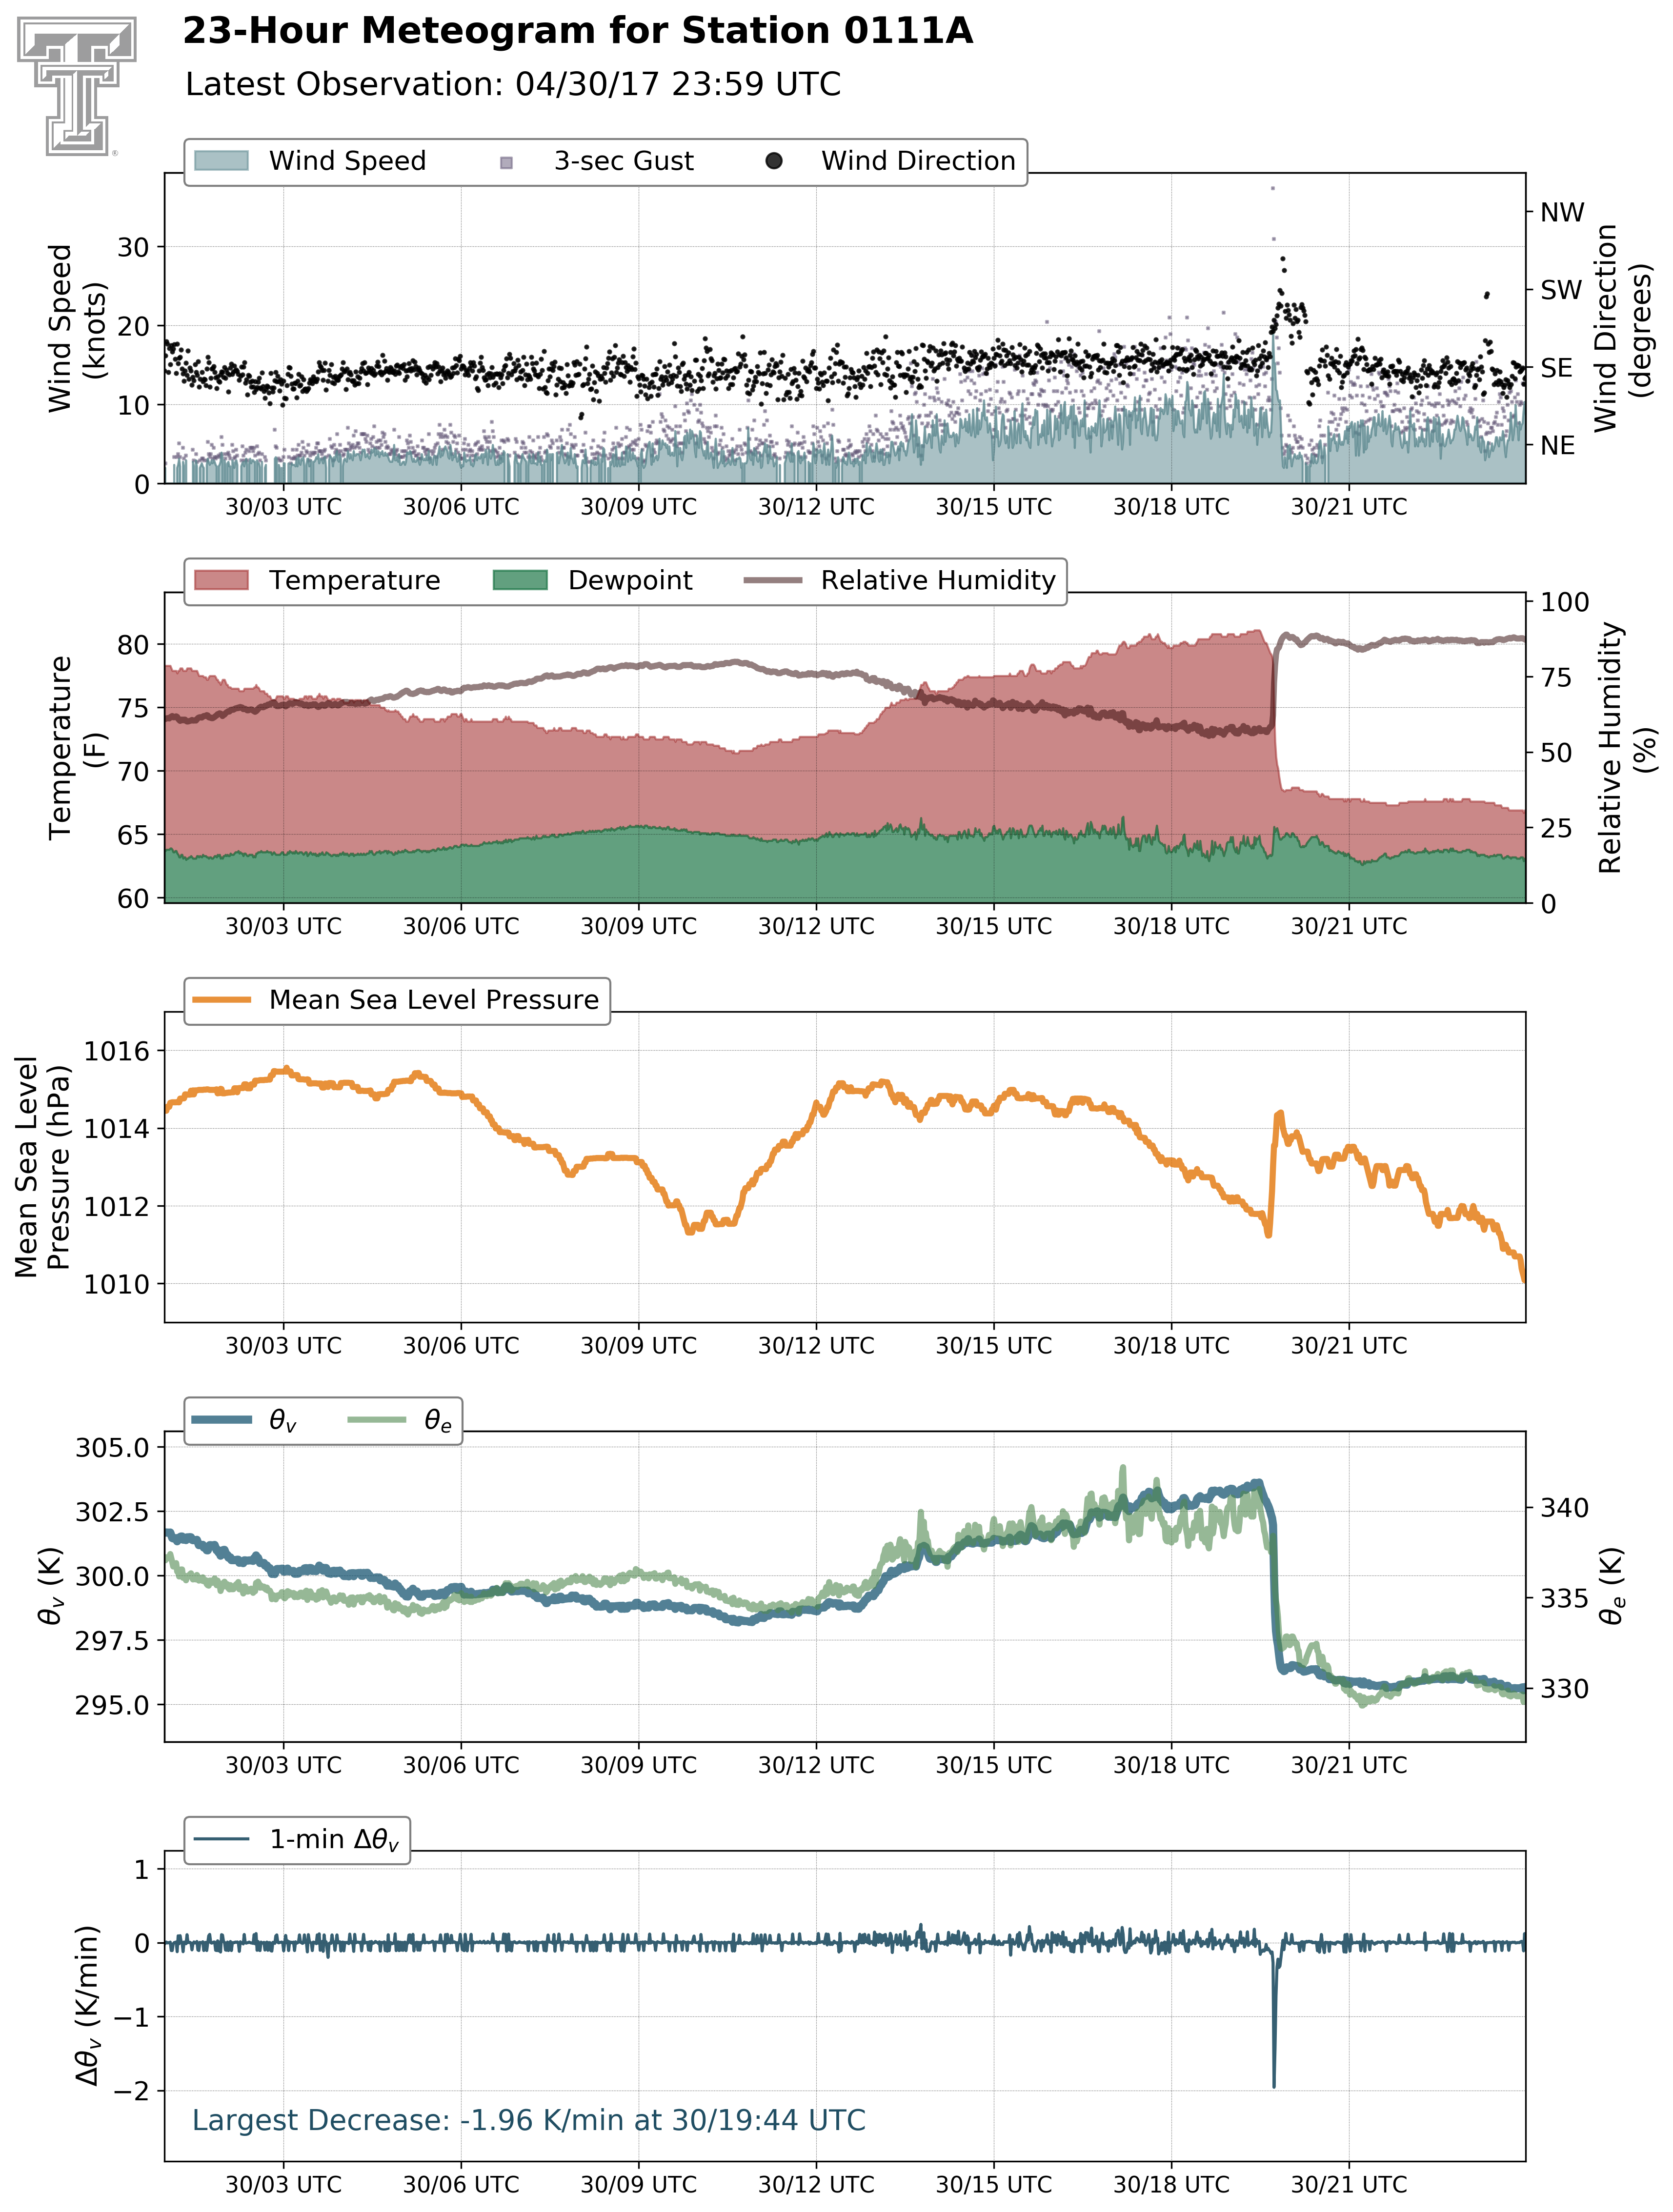 23-Hour Meteogram for Station 0111A
Latest Observation: 04/30/17 23:59 UTC
®
Wind Speed 3-sec Gust Wind Direction
Wind Speed
(knots)
30
20
10
0
NW
SW
SE
NE
Wind Direction
(degrees)
30/03 UTC 30/06 UTC 30/09 UTC 30/12 UTC 30/15 UTC 30/18 UTC 30/21 UTC
Temperature Dewpoint Relative Humidity
Temperature
(F)
80
75
70
65
60
100
75
50
25
0
Relative Humidity
(%)
30/03 UTC 30/06 UTC 30/09 UTC 30/12 UTC 30/15 UTC 30/18 UTC 30/21 UTC
Mean Sea Level Pressure
Mean Sea Level
Pressure (hPa)
1016
1014
1012
1010
30/03 UTC 30/06 UTC 30/09 UTC 30/12 UTC 30/15 UTC 30/18 UTC 30/21 UTC
θv θe
θv (K)
305.0
302.5
300.0
297.5
295.0
340
335
330
θe (K)
30/03 UTC 30/06 UTC 30/09 UTC 30/12 UTC 30/15 UTC 30/18 UTC 30/21 UTC
1-min Δθv
Δθv (K/min)
1
0
−1
−2
Largest Decrease: -1.96 K/min at 30/19:44 UTC
30/03 UTC 30/06 UTC 30/09 UTC 30/12 UTC 30/15 UTC 30/18 UTC 30/21 UTC